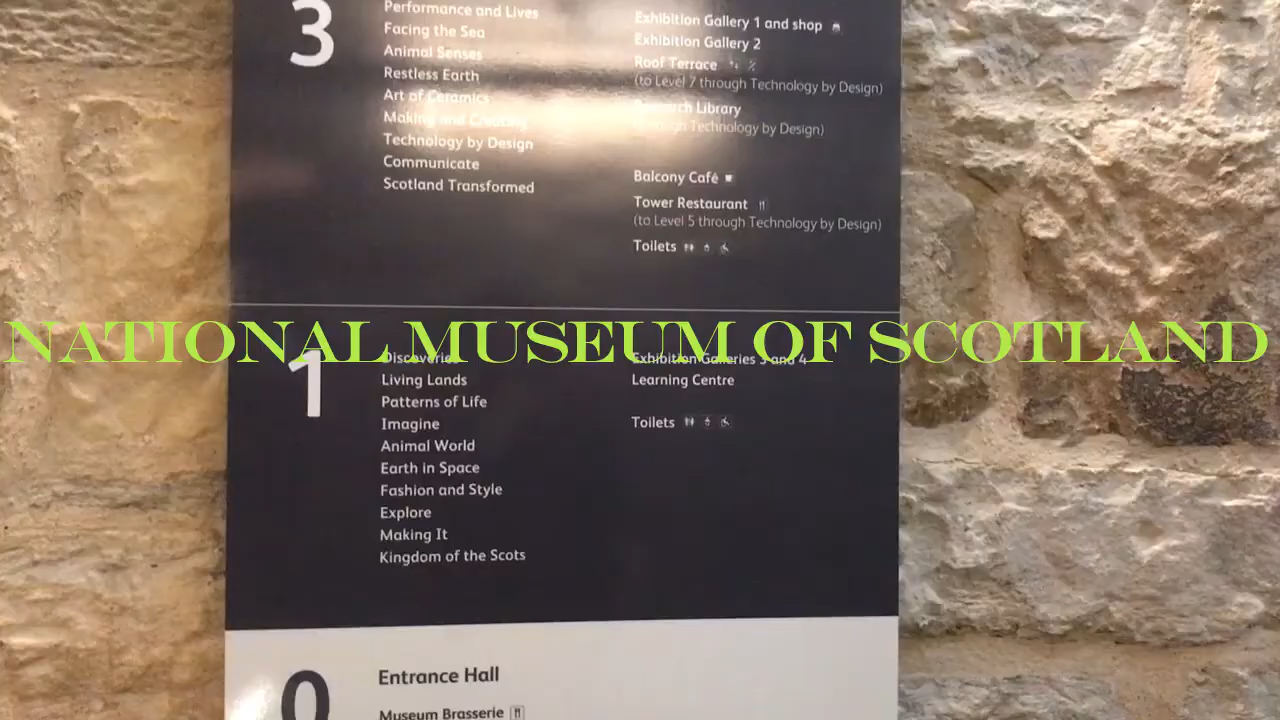 3
Performance and Lives
Facing the Sea
Animal Senses
Restless Earth
Art of Ceramics
Making and Creating
Technology by Design
Communicate
Scotland Transformed
Exhibition Gallery 1 and shop
Exhibition Gallery 2
Roof Terrace
(to Level 7 through Technology by Design)
Research Library
(through Technology by Design)
Balcony Café
Tower Restaurant
(to Level 5 through Technology by Design)
Toilets
NATIONAL MUSEUM OF SCOTLAND
1
Discoveries
Living Lands
Patterns of Life
Imagine
Animal World
Earth in Space
Fashion and Style
Explore
Making It
Kingdom of the Scots
Exhibition Galleries 3 and 4
Learning Centre
Toilets
0
Entrance Hall
Museum Brasserie